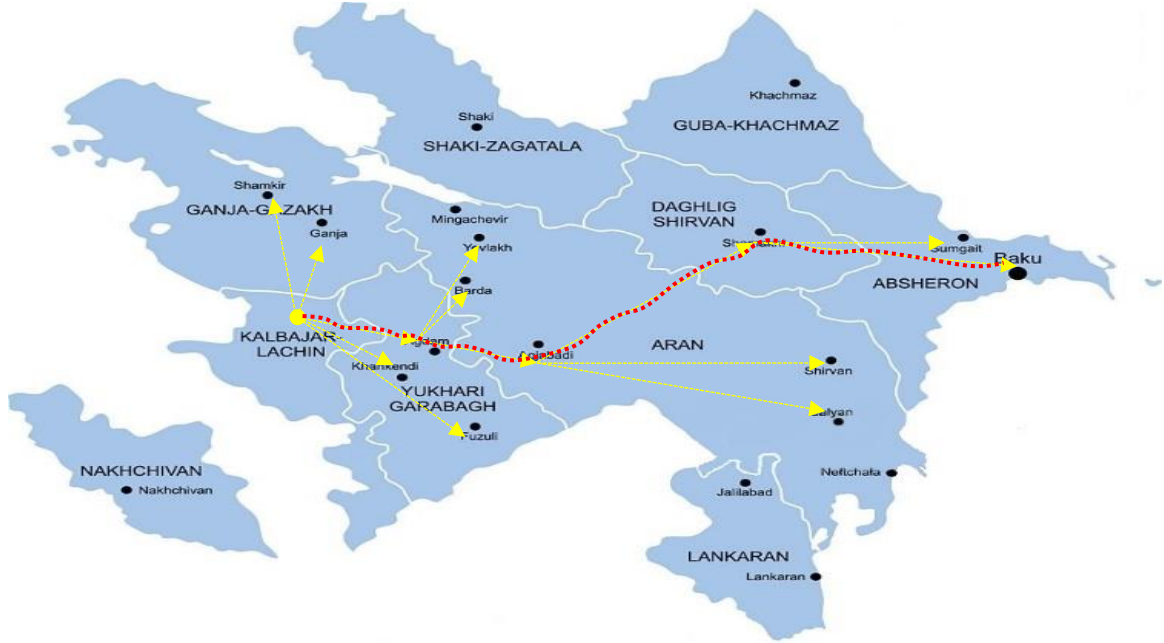 Khachmaz
Shaki
GUBA-KHACHMAZ
SHAKI-ZAGATALA
Shamkir
GANJA-GAZAKH
Ganja
Mingachevir
Yevlakh
DAGHLIG
SHIRVAN
Sumgait
Baku
ABSHERON
Barda
KALBAJAR-
LACHIN
Khankendi
YUKHARI
GARABAGH
Fuzuli
ARAN
Shirvan
Salyan
Neftchala
NAKHCHIVAN
Nakhchivan
Jalilabad
LANKARAN
Lankaran